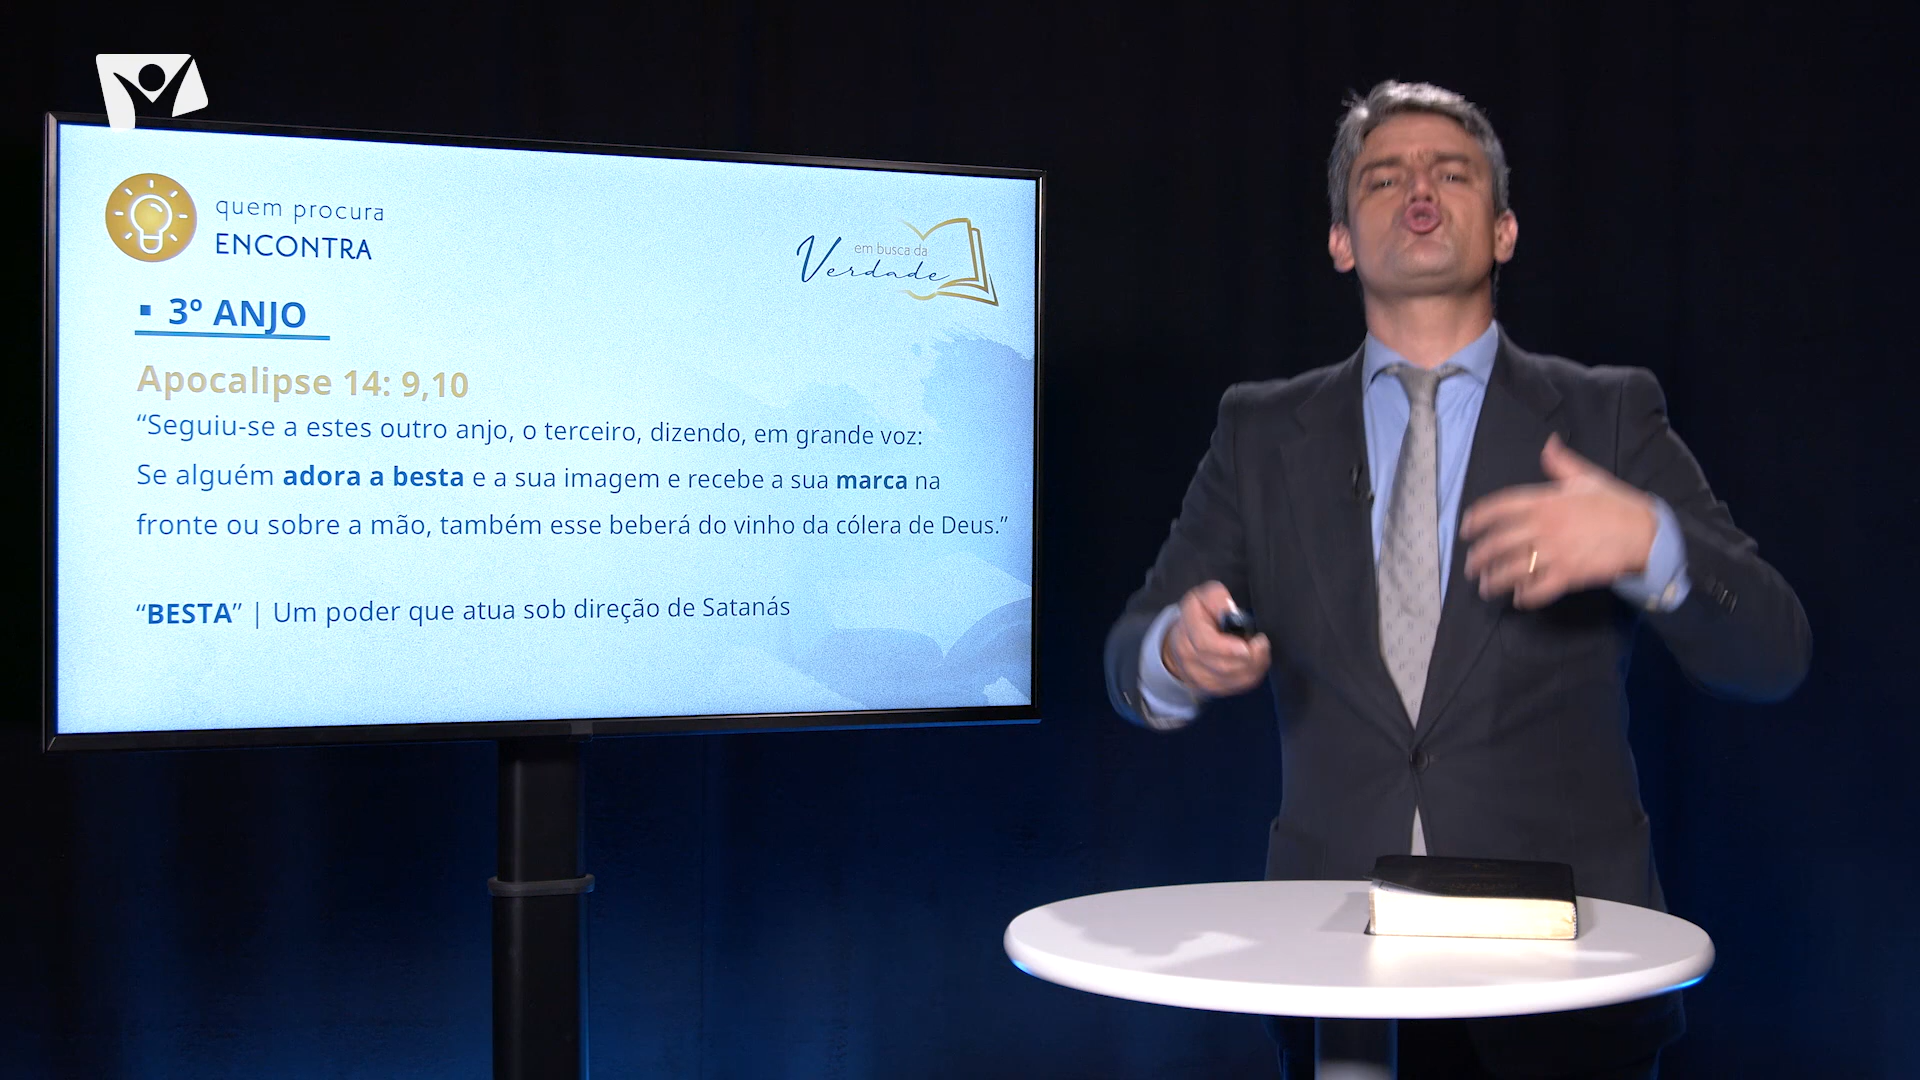 quem procura
ENCONTRA
em busca da
Verdade
▪ 3º ANJO
Apocalipse 14: 9,10
“Seguiu-se a estes outro anjo, o terceiro, dizendo, em grande voz:
Se alguém adora a besta e a sua imagem e recebe a sua marca na
fronte ou sobre a mão, também esse beberá do vinho da cólera de Deus.”
“BESTA” | Um poder que atua sob direção de Satanás